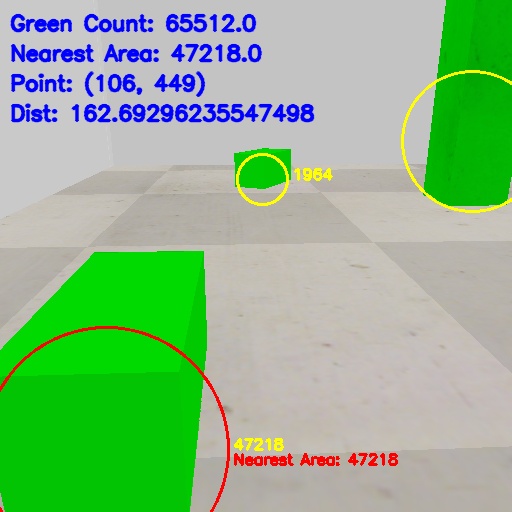 Green Count: 65512.0
Nearest Area: 47218.0
Point: (106, 449)
Dist: 162.69296235547498
1964
47218
Nearest Area: 47218